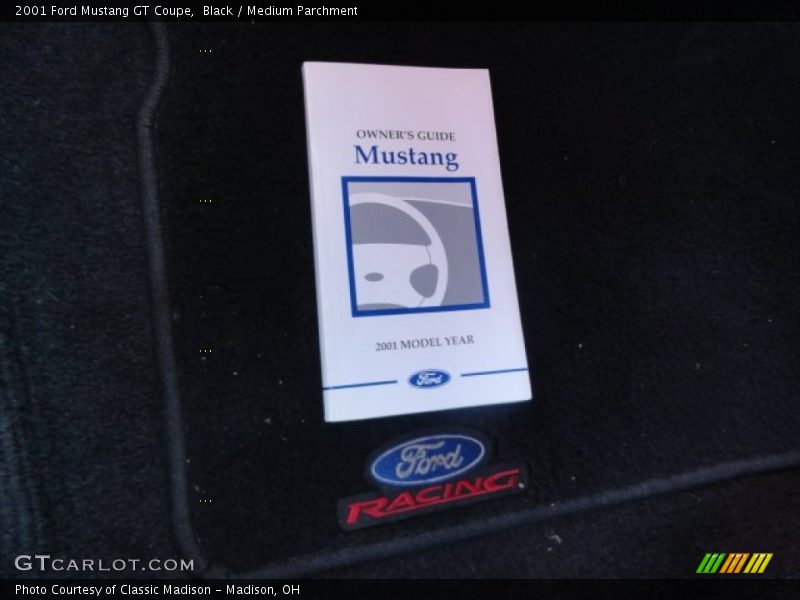 2001 Ford Mustang GT Coupe, Black / Medium Parchment
OWNER'S GUIDE
Mustang
2001 MODEL YEAR
Ford
Ford
RACING
GTCARLOT.COM
Photo Courtesy of Classic Madison - Madison, OH